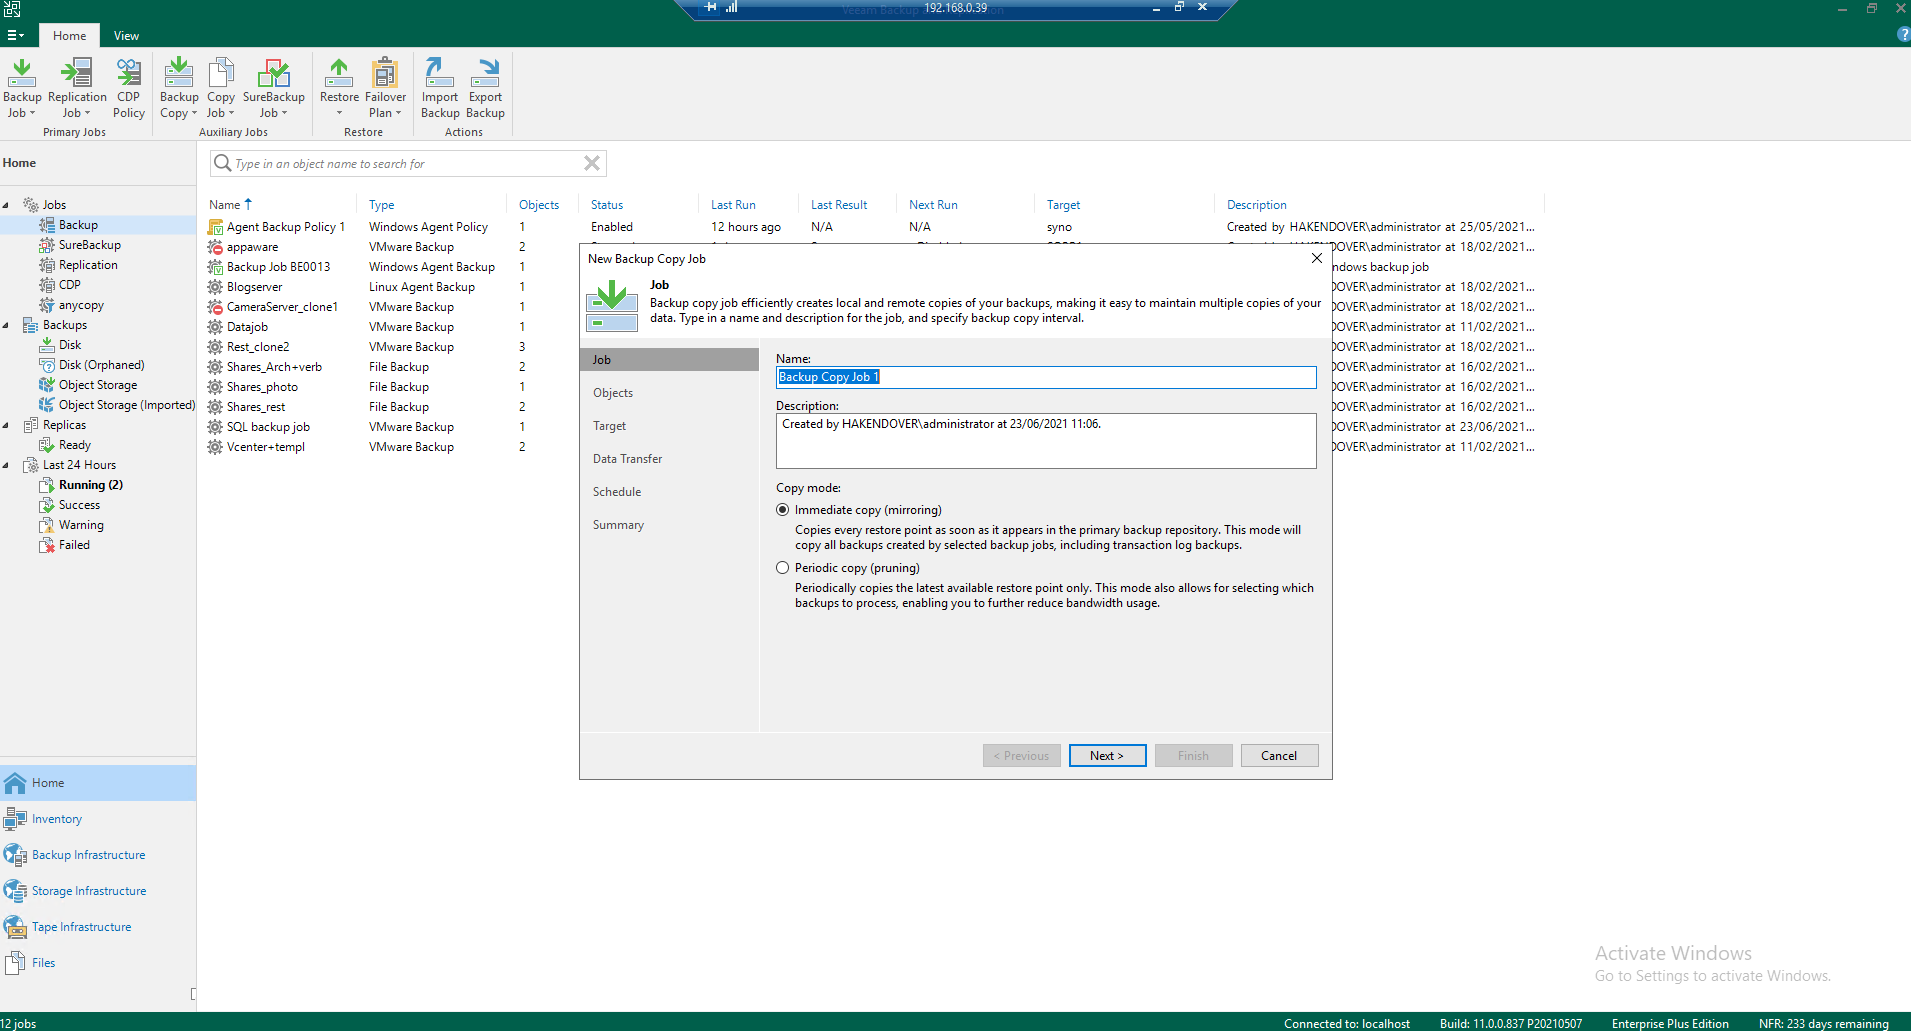 192.168.0.39
Home
View
Backup Job
Replication Job
CDP Policy
Primary Jobs
Backup Copy
Copy Job
SureBackup Job
Auxiliary Jobs
Restore
Failover Plan
Restore
Import Backup
Export Backup
Actions
Home
Type in an object name to search for
Jobs
Backup
SureBackup
Replication
CDP
anycopy
Backups
Disk
Disk (Orphaned)
Object Storage
Object Storage (Imported)
Replicas
Ready
Last 24 Hours
Running (2)
Success
Warning
Failed
Name Type Objects Status Last Run Last Result Next Run Target Description
Agent Backup Policy 1 Windows Agent Policy 1 Enabled 12 hours ago N/A N/A syno Created by HAKENDOVER\administrator at 25/05/2021...
appaware VMware Backup 2 OVER\administrator at 18/02/2021...
Backup Job BE0013 Windows Agent Backup 1 ndows backup job
Blogserver Linux Agent Backup 1 OVER\administrator at 18/02/2021...
CameraServer_clone1 VMware Backup 1 OVER\administrator at 18/02/2021...
Datajob VMware Backup 1 OVER\administrator at 11/02/2021...
Rest_clone2 VMware Backup 3 OVER\administrator at 18/02/2021...
Shares_Arch+verb File Backup 2 OVER\administrator at 16/02/2021...
Shares_photo File Backup 1 OVER\administrator at 16/02/2021...
Shares_rest File Backup 2 OVER\administrator at 16/02/2021...
SQL backup job VMware Backup 1 OVER\administrator at 23/06/2021...
Vcenter+templ VMware Backup 2 OVER\administrator at 11/02/2021...
New Backup Copy Job
Job
Backup copy job efficiently creates local and remote copies of your backups, making it easy to maintain multiple copies of your
data. Type in a name and description for the job, and specify backup copy interval.
Job
Objects
Target
Data Transfer
Schedule
Summary
Name:
Backup Copy Job 1
Description:
Created by HAKENDOVER\administrator at 23/06/2021 11:06.
Copy mode:
Immediate copy (mirroring)
Copies every restore point as soon as it appears in the primary backup repository. This mode will
copy all backups created by selected backup jobs, including transaction log backups.
Periodic copy (pruning)
Periodically copies the latest available restore point only. This mode also allows for selecting which
backups to process, enabling you to further reduce bandwidth usage.
< Previous
Next >
Finish
Cancel
Home
Inventory
Backup Infrastructure
Storage Infrastructure
Tape Infrastructure
Files
Activate Windows
Go to Settings to activate Windows.
12 jobs
Connected to: localhost
Build: 11.0.0.837 P20210507
Enterprise Plus Edition
NFR: 233 days remaining